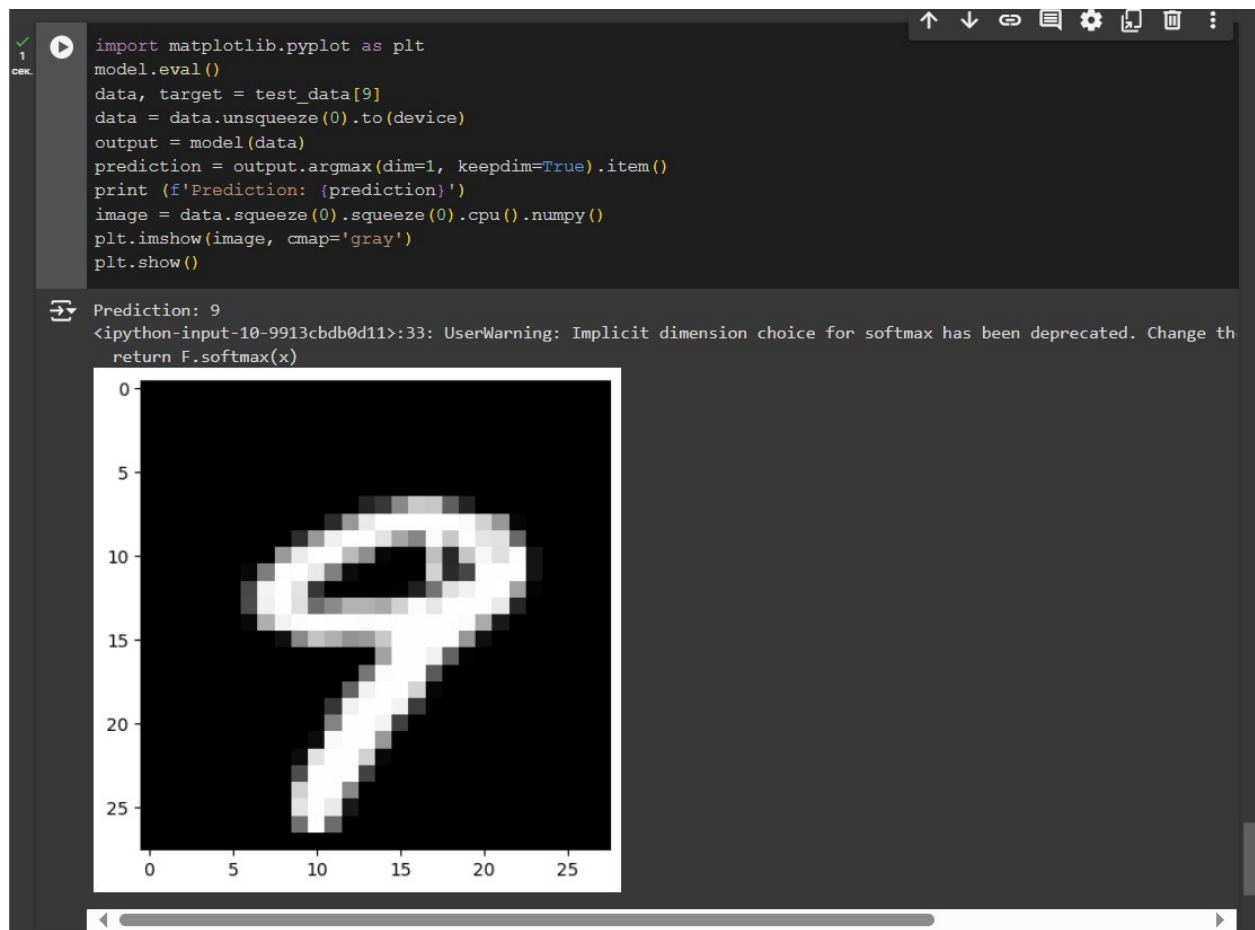 1
сек.
import matplotlib.pyplot as plt
model.eval()
data, target = test_data[9]
data = data.unsqueeze(0).to(device)
output = model(data)
prediction = output.argmax(dim=1, keepdim=True).item()
print (f'Prediction: {prediction}')
image = data.squeeze(0).squeeze(0).cpu().numpy()
plt.imshow(image, cmap='gray')
plt.show()
Prediction: 9
<ipython-input-10-9913cbdb0d11>:33: UserWarning: Implicit dimension choice for softmax has been deprecated. Change th
return F.softmax(x)
0
5
10
15
20
25
9
0 5 10 15 20 25